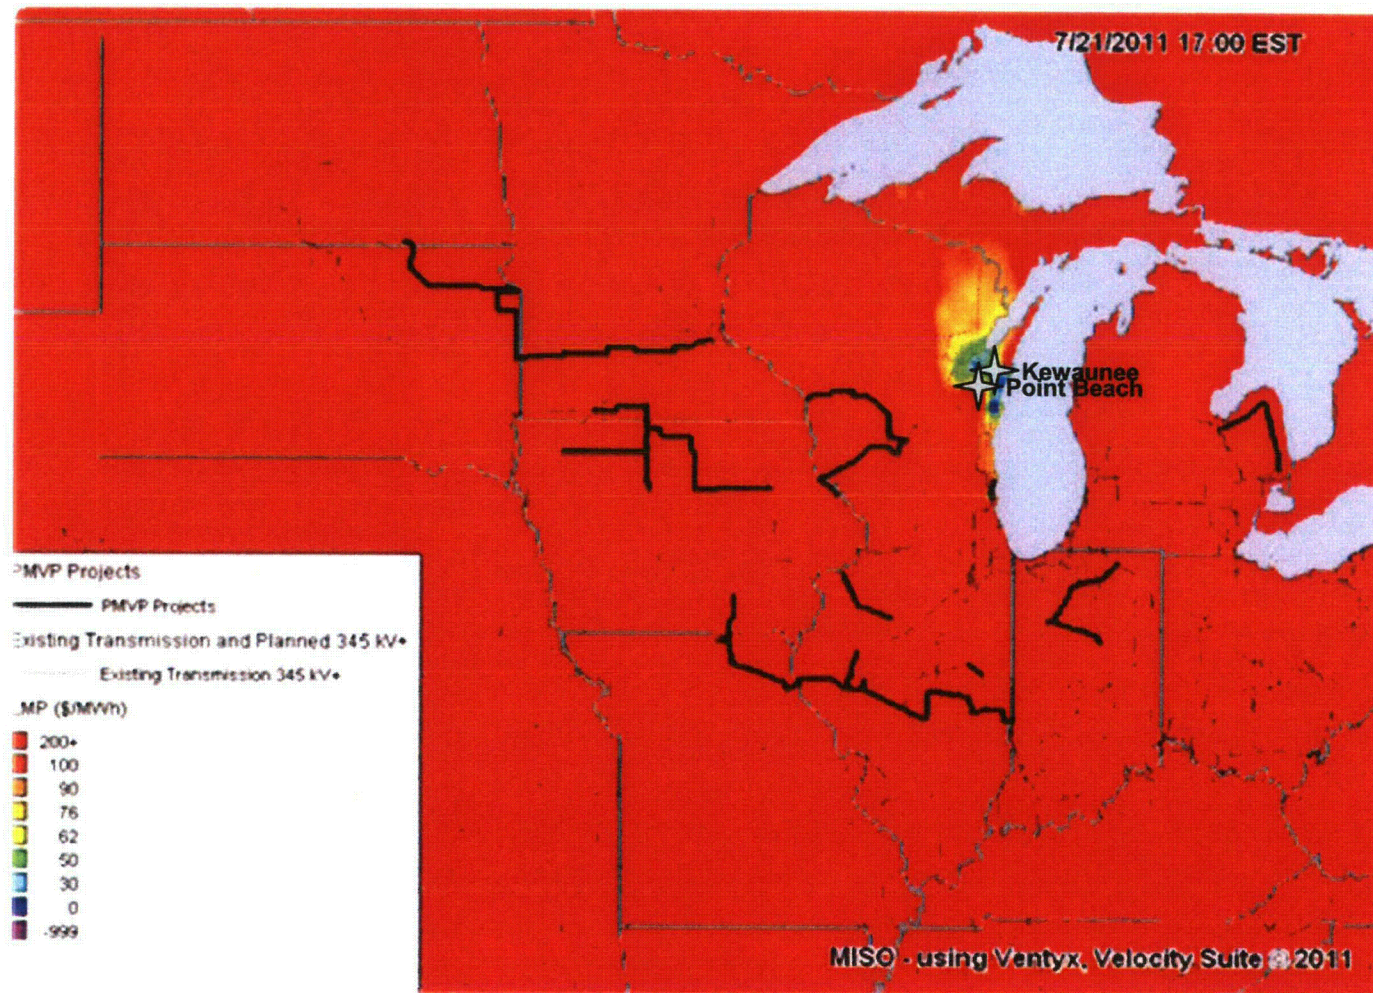 7/21/2011 17:00 EST
Kewaunee
Point Beach
PMVP Projects
PMVP Projects
Existing Transmission and Planned 345 kV+
Existing Transmission 345 kV+
LMP ($/MWh)
200+
100
90
76
62
50
30
0
-999
MISO - using Ventyx, Velocity Suite © 2011